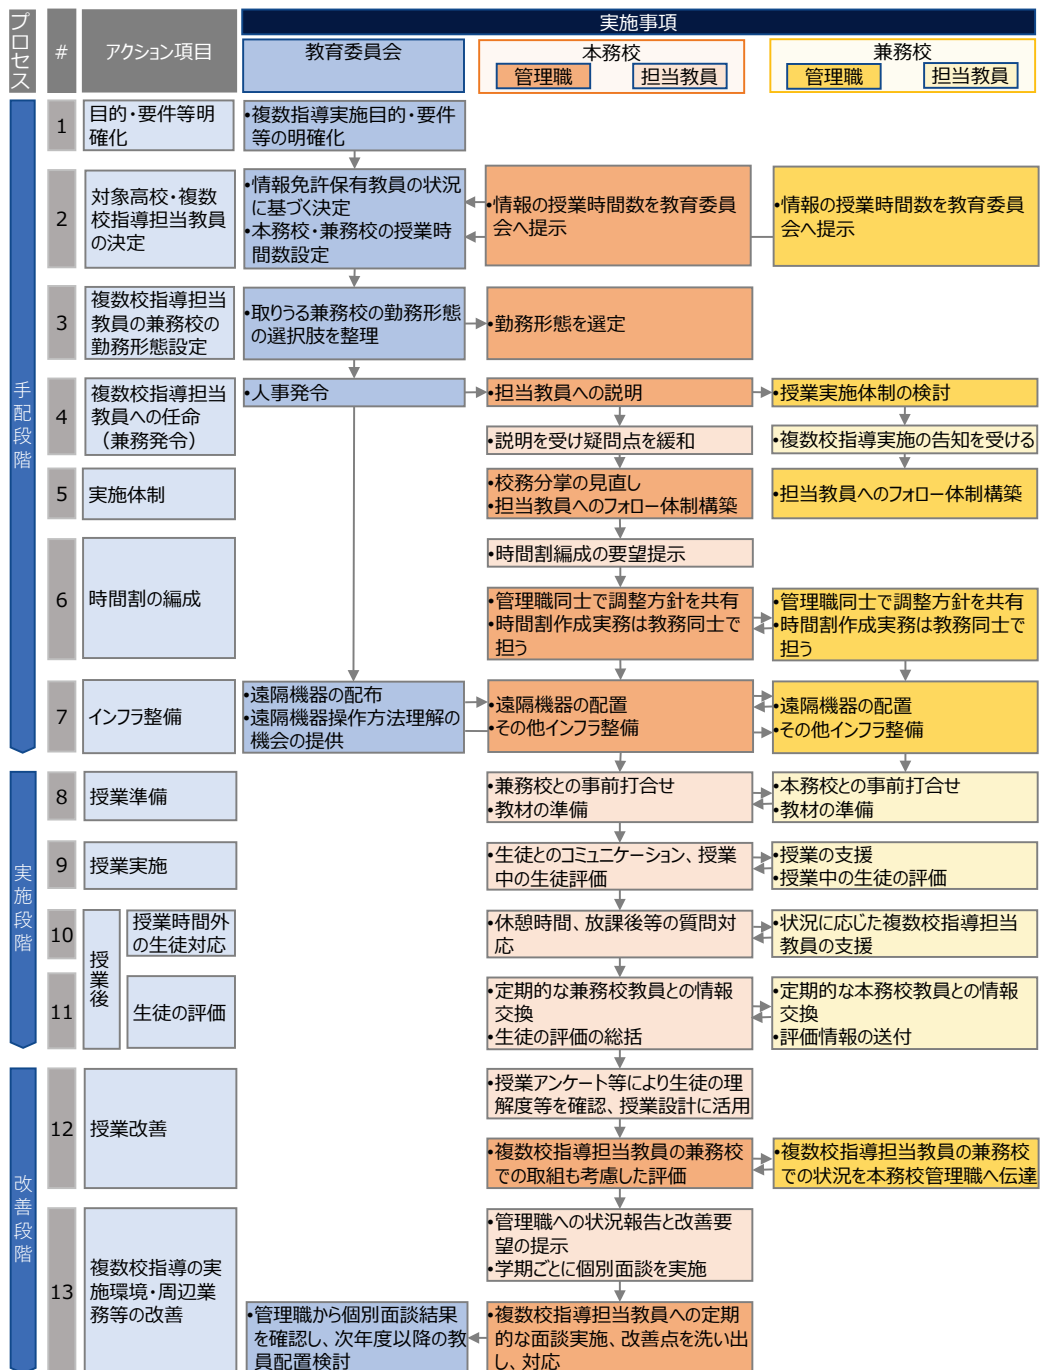 プロセス
#
アクション項目
実施事項
教育委員会
本務校
管理職
担当教員
兼務校
管理職
担当教員
手配段階
1
目的・要件等明
確化
•複数指導実施目的・要件
等の明確化
2
対象高校・複数
校指導担当教員
の決定
•情報免許保有教員の状況
に基づく決定
•本務校・兼務校の授業時
間数設定
•情報の授業時間数を教育委員
会へ提示
•情報の授業時間数を教育委員
会へ提示
3
複数校指導担当
教員の兼務校の
勤務形態設定
•取りうる兼務校の勤務形態
の選択肢を整理
•勤務形態を選定
4
複数校指導担当
教員への任命
（兼務発令）
•人事発令
•担当教員への説明
•授業実施体制の検討
•説明を受け疑問点を緩和
•複数校指導実施の告知を受ける
5
実施体制
•校務分掌の見直し
•担当教員へのフォロー体制構築
•担当教員へのフォロー体制構築
6
時間割の編成
•時間割編成の要望提示
•管理職同士で調整方針を共有
•時間割作成実務は教務同士で
担う
•管理職同士で調整方針を共有
•時間割作成実務は教務同士で
担う
7
インフラ整備
•遠隔機器の配布
•遠隔機器操作方法理解の
機会の提供
•遠隔機器の配置
•その他インフラ整備
•遠隔機器の配置
•その他インフラ整備
実施段階
8
授業準備
•兼務校との事前打合せ
•教材の準備
•本務校との事前打合せ
•教材の準備
9
授業実施
•生徒とのコミュニケーション、授業
中の生徒評価
•授業の支援
•授業中の生徒の評価
授業後
10
授業時間外
の生徒対応
•休憩時間、放課後等の質問対
応
•状況に応じた複数校指導担当
教員の支援
11
生徒の評価
•定期的な兼務校教員との情報
交換
•生徒の評価の総括
•定期的な本務校教員との情報
交換
•評価情報の送付
改善段階
12
授業改善
•授業アンケート等により生徒の理
解度等を確認、授業設計に活用
•複数校指導担当教員の兼務校
での取組も考慮した評価
•複数校指導担当教員の兼務校
での状況を本務校管理職へ伝達
13
複数校指導の実
施環境・周辺業
務等の改善
•管理職への状況報告と改善要
望の提示
•学期ごとに個別面談を実施
•管理職から個別面談結果
を確認し、次年度以降の教
員配置検討
•複数校指導担当教員への定期
的な面談実施、改善点を洗い出
し、対応